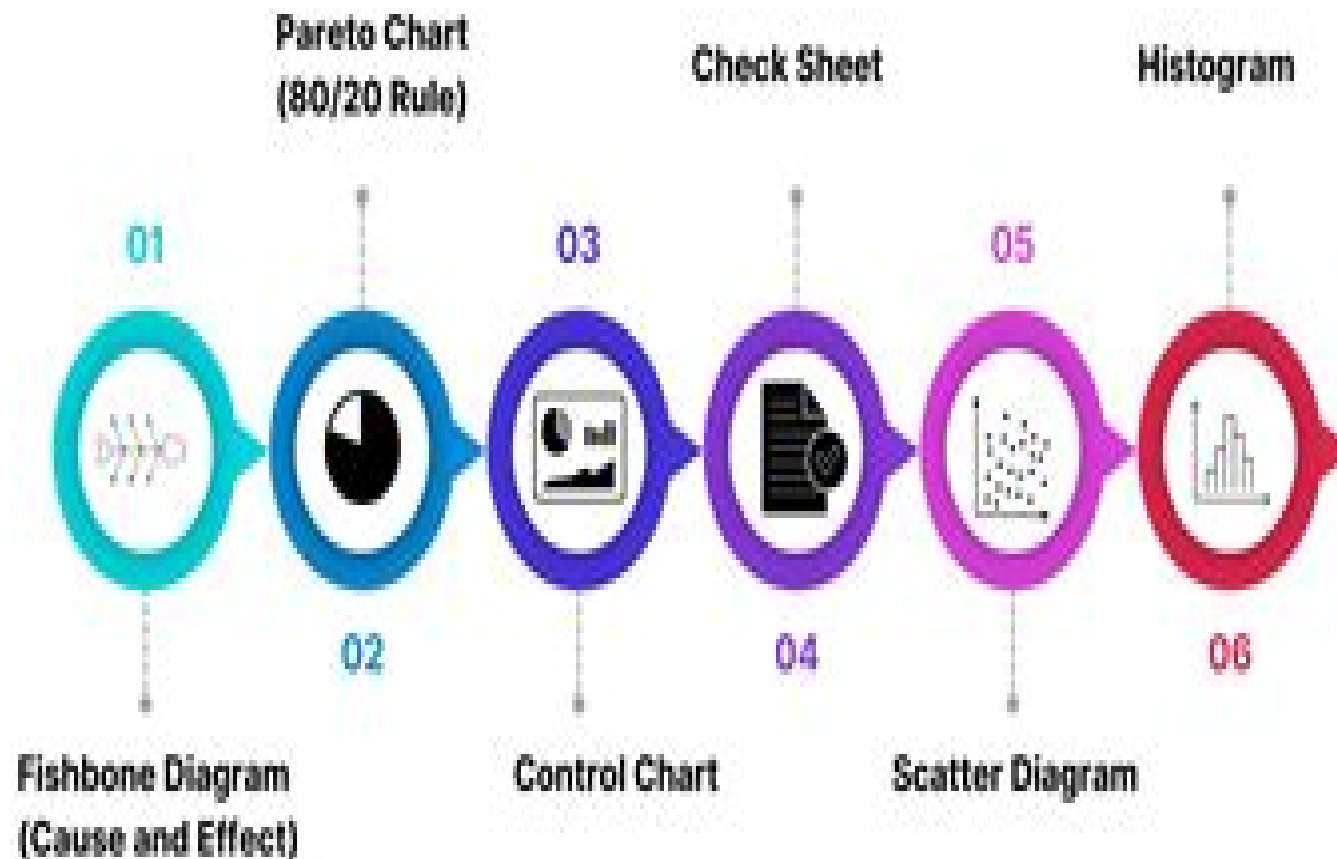 Pareto Chart
(80/20 Rule)
Check Sheet
Histogram
01
03
05
02
04
06
Fishbone Diagram
(Cause and Effect)
Control Chart
Scatter Diagram